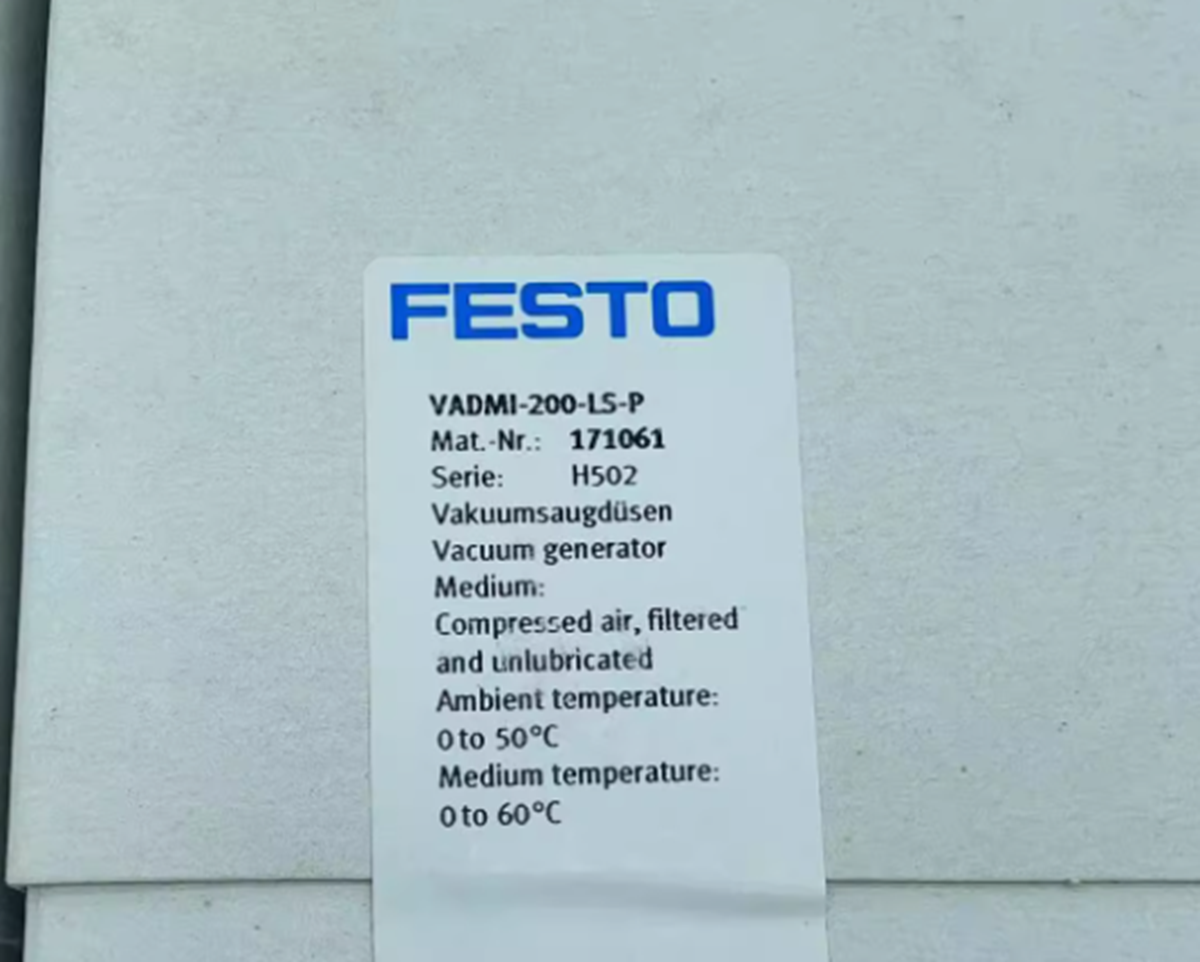 FESTO
VADMI-200-LS-P
Mat.-Nr.: 171061
Serie: H502
Vakuumsaugdüsen
Vacuum generator
Medium:
Compressed air, filtered
and unlubricated
Ambient temperature:
0 to 50°C
Medium temperature:
0 to 60°C